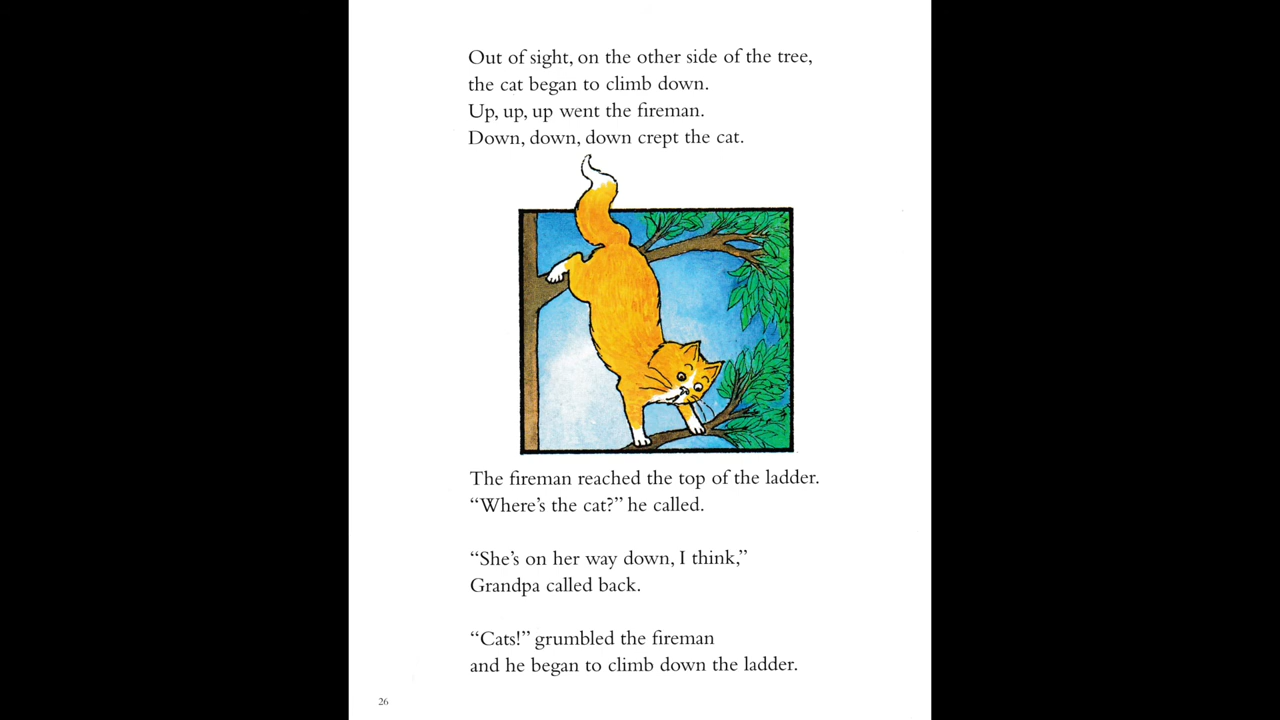 Out of sight, on the other side of the tree,
the cat began to climb down.
Up, up, up went the fireman.
Down, down, down crept the cat.
The fireman reached the top of the ladder.
“Where’s the cat?” he called.
“She’s on her way down, I think,”
Grandpa called back.
“Cats!” grumbled the fireman
and he began to climb down the ladder.
26